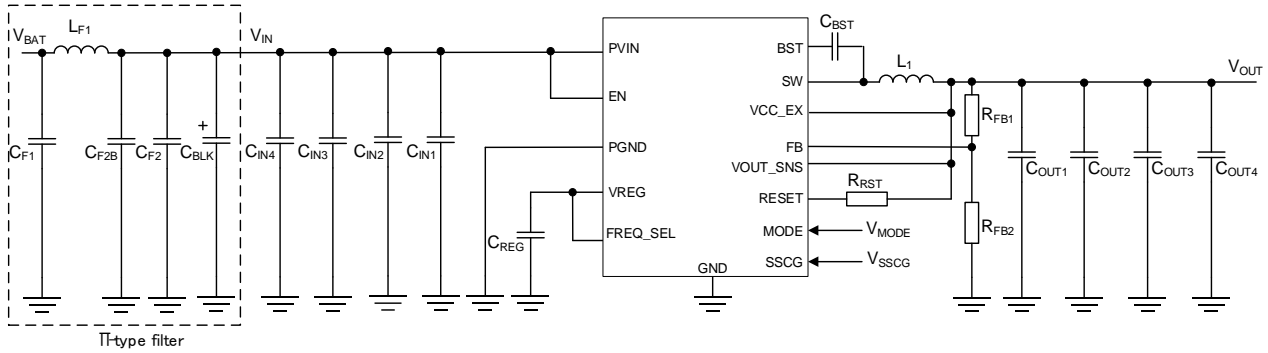 VBAT
LF1
VIN
CF1
CF2B
CF2
+
CBLK
CIN4
CIN3
CIN2
CIN1
CREG
PVIN
EN
PGND
VREG
FREQ_SEL
GND
BST
SW
VCC_EX
FB
VOUT_SNS
RESET
MODE
SSCG
CBST
L1
RRST
VMODE
VSSCG
RFB1
RFB2
VOUT
COUT1
COUT2
COUT3
COUT4
Π-type filter